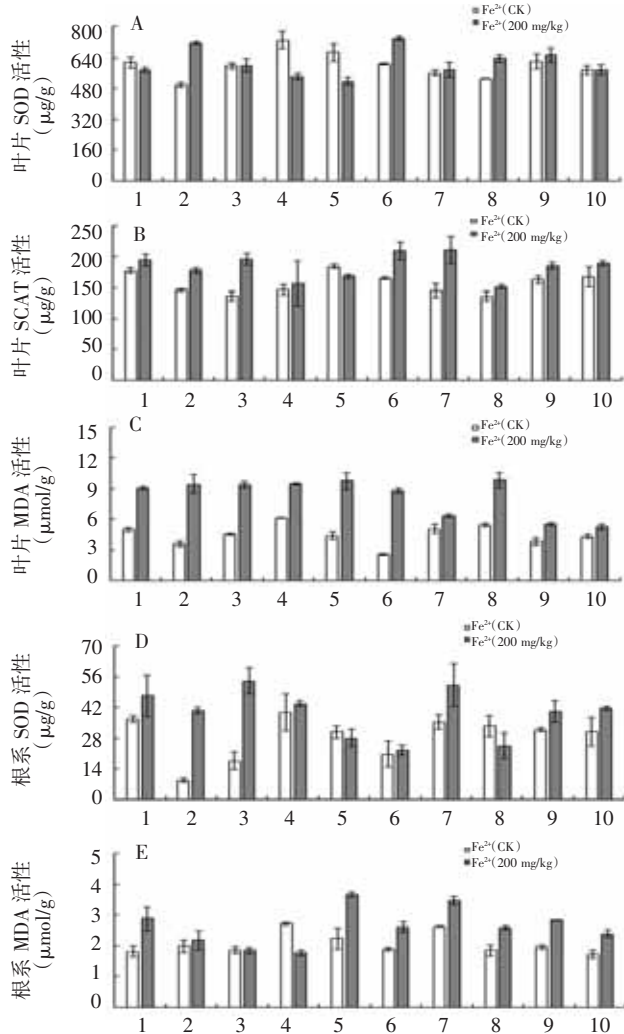 A
Fe²⁺(CK)
Fe²⁺(200 mg/kg)
叶片 SOD 活性
(μg/g)
800
640
480
320
160
0
1 2 3 4 5 6 7 8 9 10
B
Fe²⁺(CK)
Fe²⁺(200 mg/kg)
叶片 SCAT 活性
(μg/g)
250
200
150
100
50
0
1 2 3 4 5 6 7 8 9 10
C
Fe²⁺(CK)
Fe²⁺(200 mg/kg)
叶片 MDA 活性
(μmol/g)
15
12
9
6
3
0
1 2 3 4 5 6 7 8 9 10
D
Fe²⁺(CK)
Fe²⁺(200 mg/kg)
根系 SOD 活性
(μg/g)
70
56
42
28
14
0
1 2 3 4 5 6 7 8 9 10
E
Fe²⁺(CK)
Fe²⁺(200 mg/kg)
根系 MDA 活性
(μmol/g)
5
4
3
2
1
0
1 2 3 4 5 6 7 8 9 10